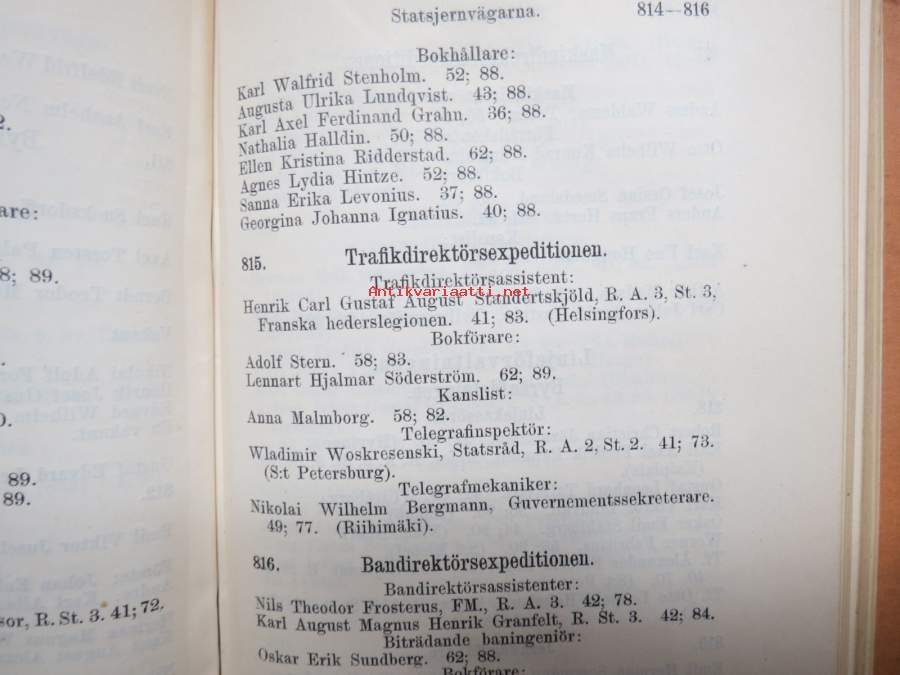 2.
are:
8; 89.
89.
89.
sor, R. St. 3. 41; 72.
Statsjernvägarna. 814—816
Bokhållare:
Karl Walfrid Stenholm. 52; 88.
Augusta Ulrika Lundqvist. 43; 88.
Karl Axel Ferdinand Grahn. 36; 88.
Nathalia Halldin. 50; 88.
Ellen Kristina Ridderstad. 62; 88.
Agnes Lydia Hintze. 52; 88.
Sanna Erika Levonius. 37; 88.
Georgina Johanna Ignatius. 40; 88.
815. Trafikdirektörsexpeditionen.
Trafikdirektörsassistent:
Antikvariaatti.net
Henrik Carl Gustaf August Standertskjöld, R. A. 3, St. 3,
Franska hederslegionen. 41; 83. (Helsingfors).
Bokförare:
Adolf Stern. 58; 83.
Lennart Hjalmar Söderström. 62; 89.
Kanslist:
Anna Malmborg. 58; 82.
Telegrafinspektör:
Wladimir Woskresenski, Statsråd, R. A. 2, St. 2. 41; 73.
(S:t Petersburg).
Telegrafmekaniker:
Nikolai Wilhelm Bergmann, Guvernementssekreterare.
49; 77. (Riihimäki).
816. Bandirektörsexpeditionen.
Bandirektörsassistenter:
Nils Theodor Frosterus, FM., R. A. 3. 42; 78.
Karl August Magnus Henrik Granfelt, R. St. 3. 42; 84.
Biträdande baningeniör:
Oskar Erik Sundberg. 62; 88.
Bokförare: